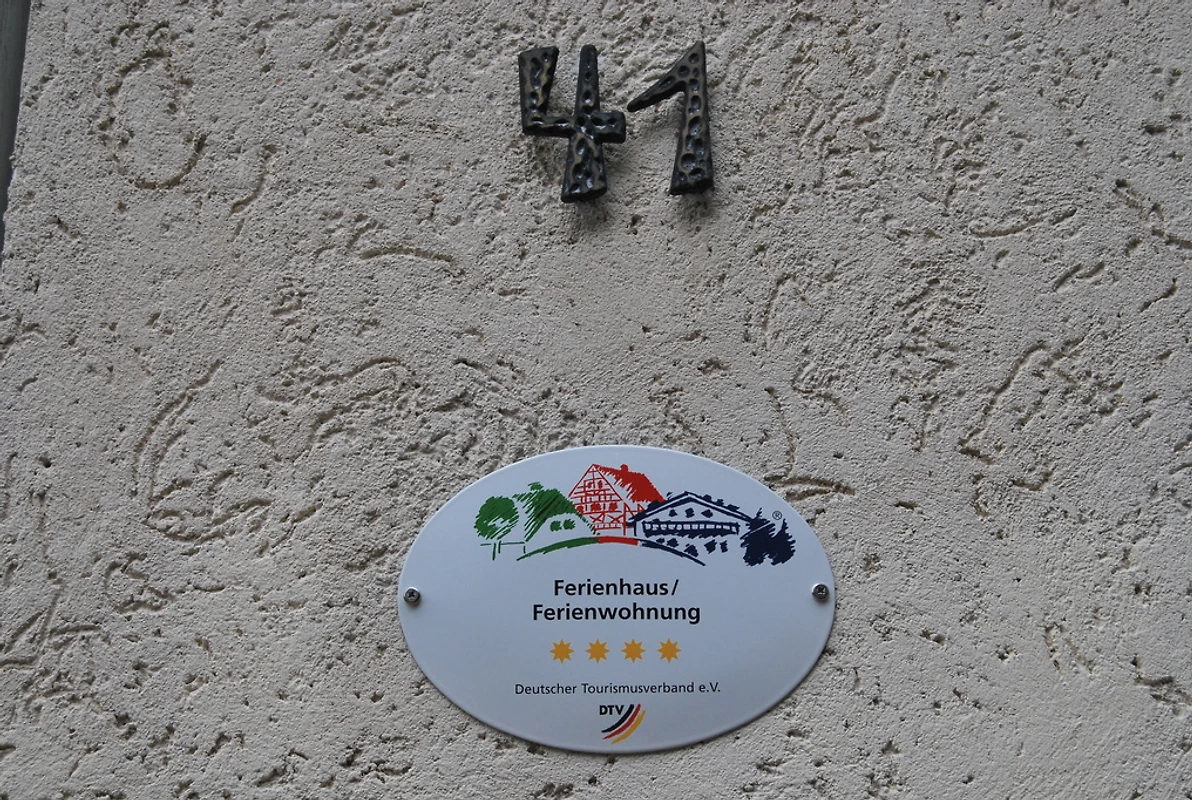 41
®
Ferienhaus/
Ferienwohnung
Deutscher Tourismusverband e.V.
DTV